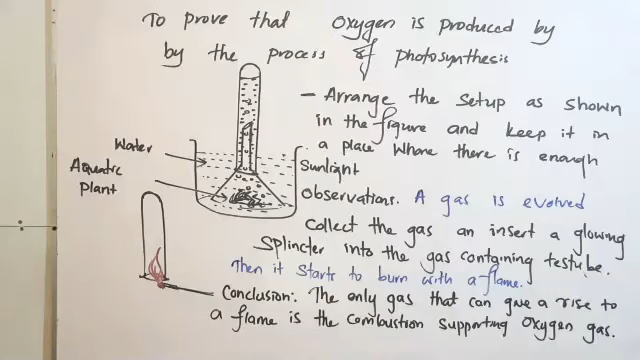 To prove that Oxygen is produced by
by the process of photosynthesis
- Arrange the setup as shown
in the figure and keep it in
a place where there is enough
Sunlight
Water
Aquatic
plant
Observations. A gas is evolved
Collect the gas an insert a glowing
Splincter into the gas containing testube.
Then it starts to burn with a flame.
Conclusion: The only gas that can give a rise to
a flame is the combustion supporting oxygen gas.